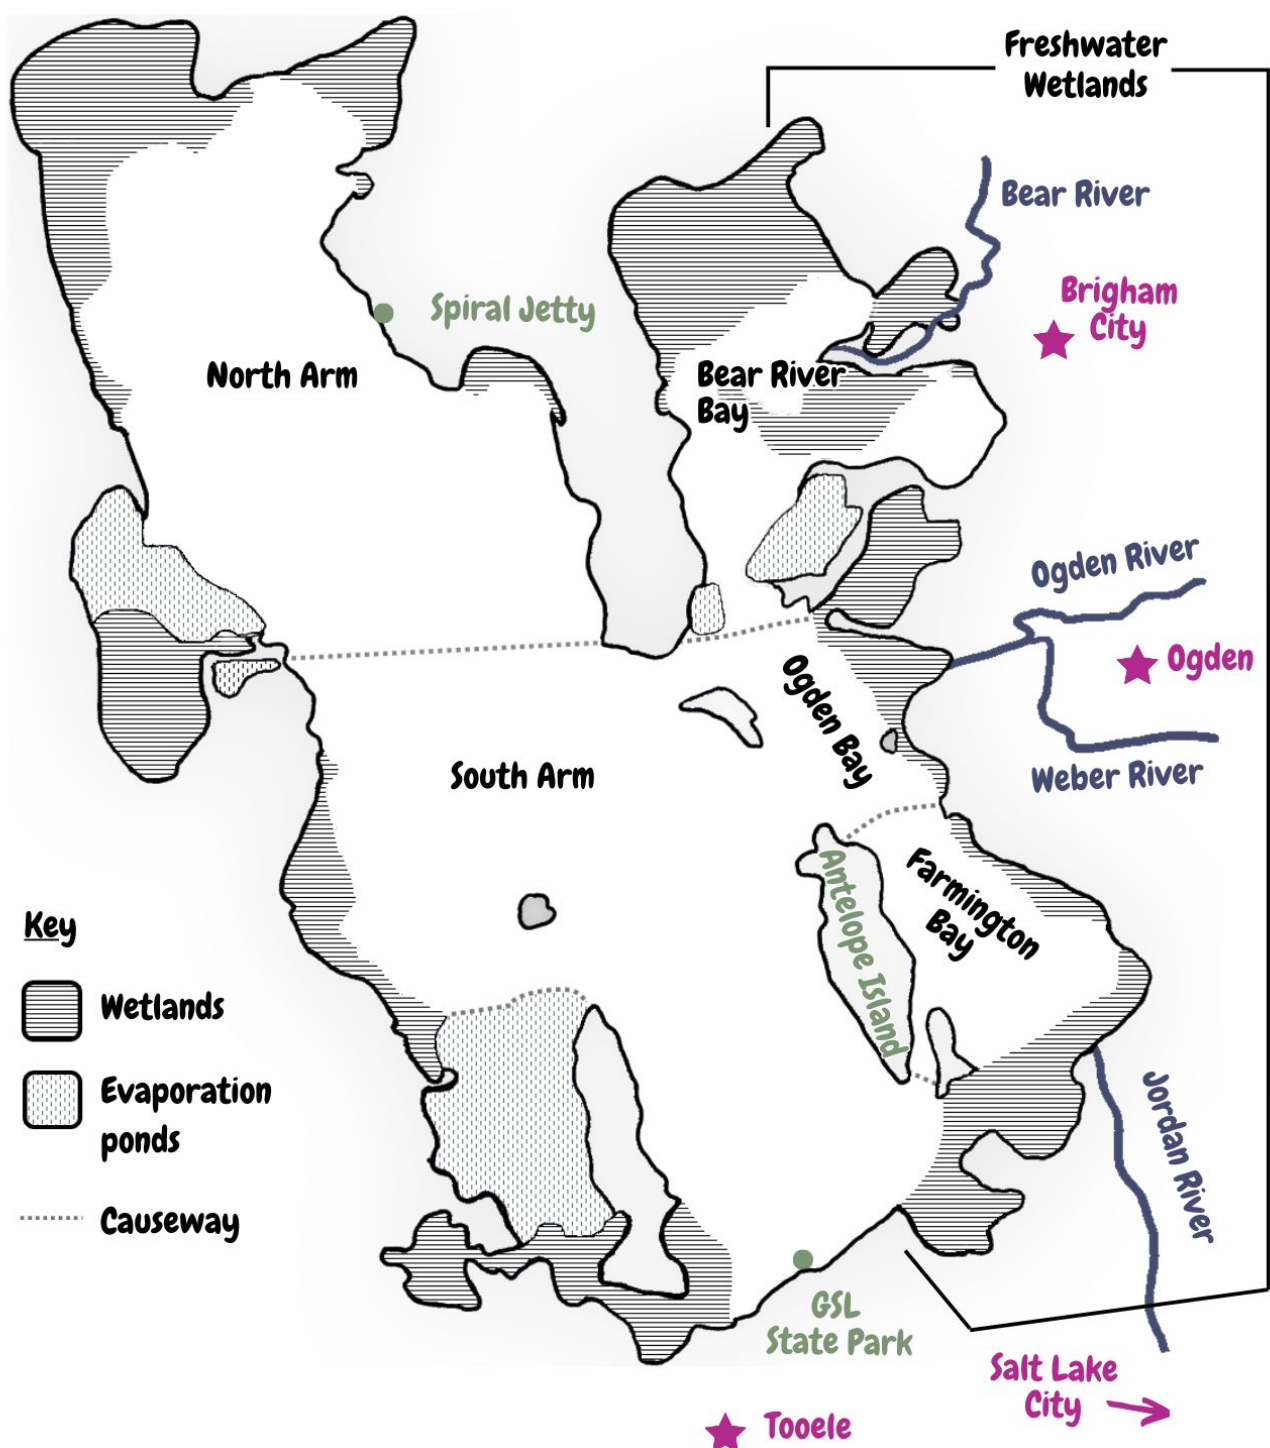 Freshwater
Wetlands
Bear River
Brigham
City
Spiral Jetty
North Arm
Bear River
Bay
Ogden River
Ogden
Ogden Bay
South Arm
Weber River
Antelope Island
Farmington
Bay
Key
Wetlands
Evaporation
ponds
Causeway
Jordan River
GSL
State Park
Salt Lake
City
Tooele